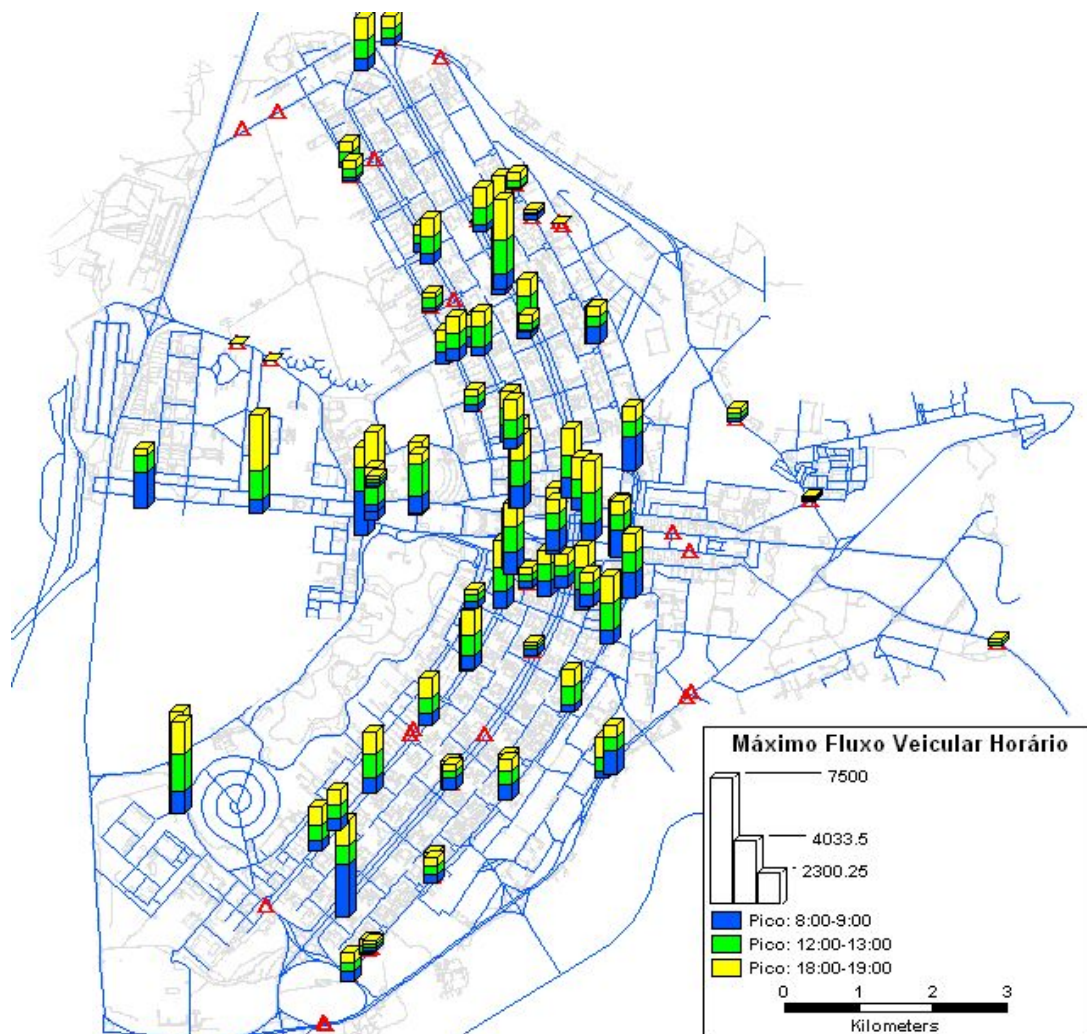 Máximo Fluxo Veicular Horário
7500
4033.5
2300.25
Pico: 8:00-9:00
Pico: 12:00-13:00
Pico: 18:00-19:00
0 1 2 3
Kilometers